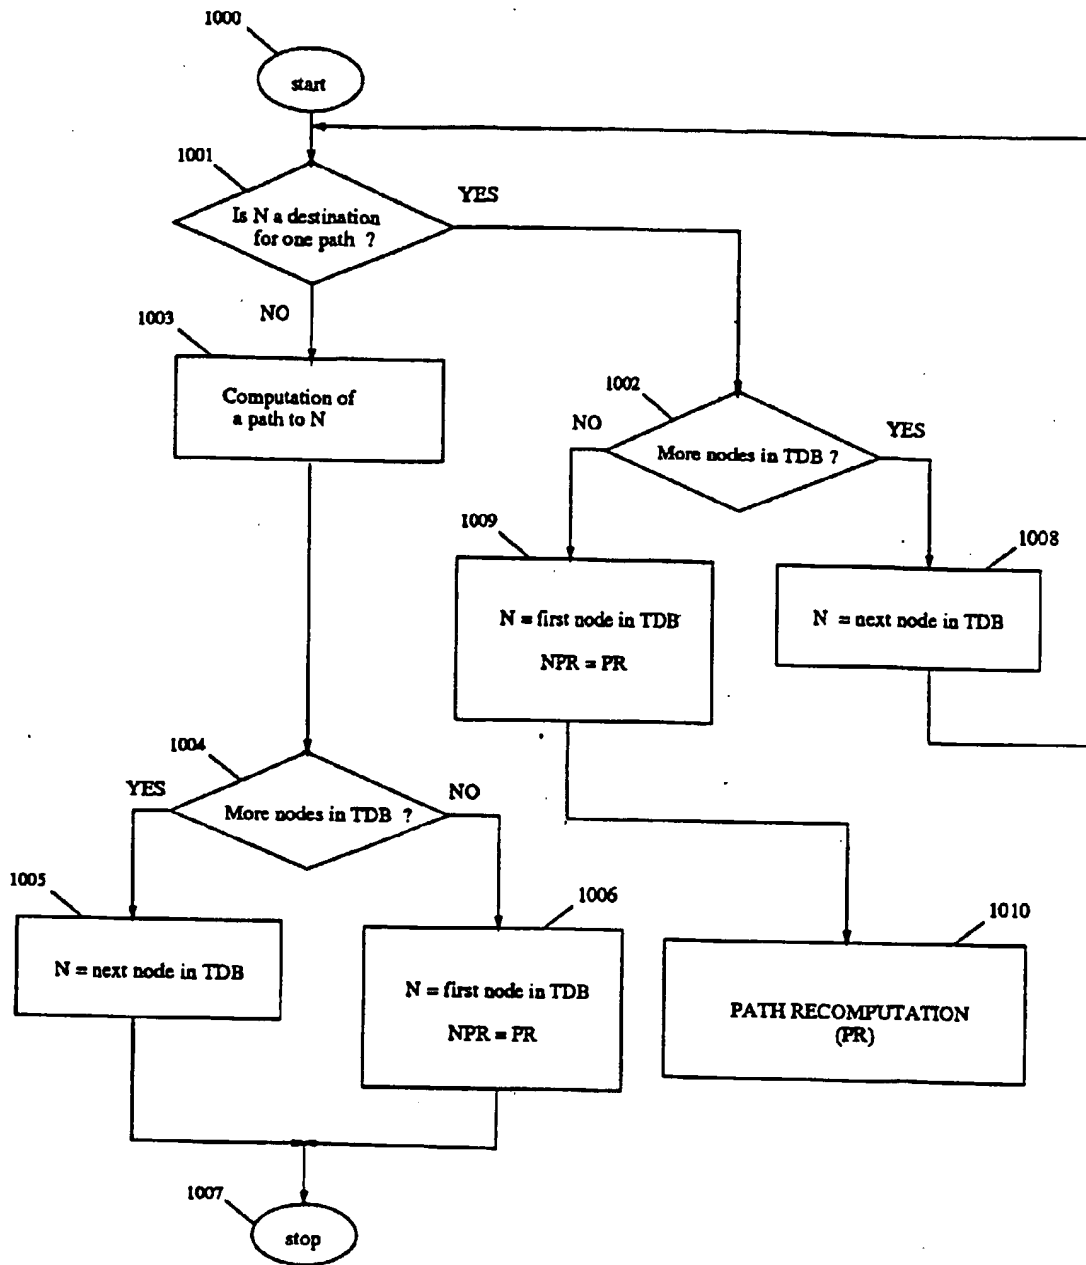 1000
start
1001
YES
Is N a destination
for one path ?
NO
1003
Computation of
a path to N
1002
NO
YES
More nodes in TDB ?
1009
1008
N = first node in TDB
NPR = PR
N = next node in TDB
1004
YES
NO
More nodes in TDB ?
1005
1006
1010
N = next node in TDB
N = first node in TDB
NPR = PR
PATH RECOMPUTATION
(PR)
1007
stop